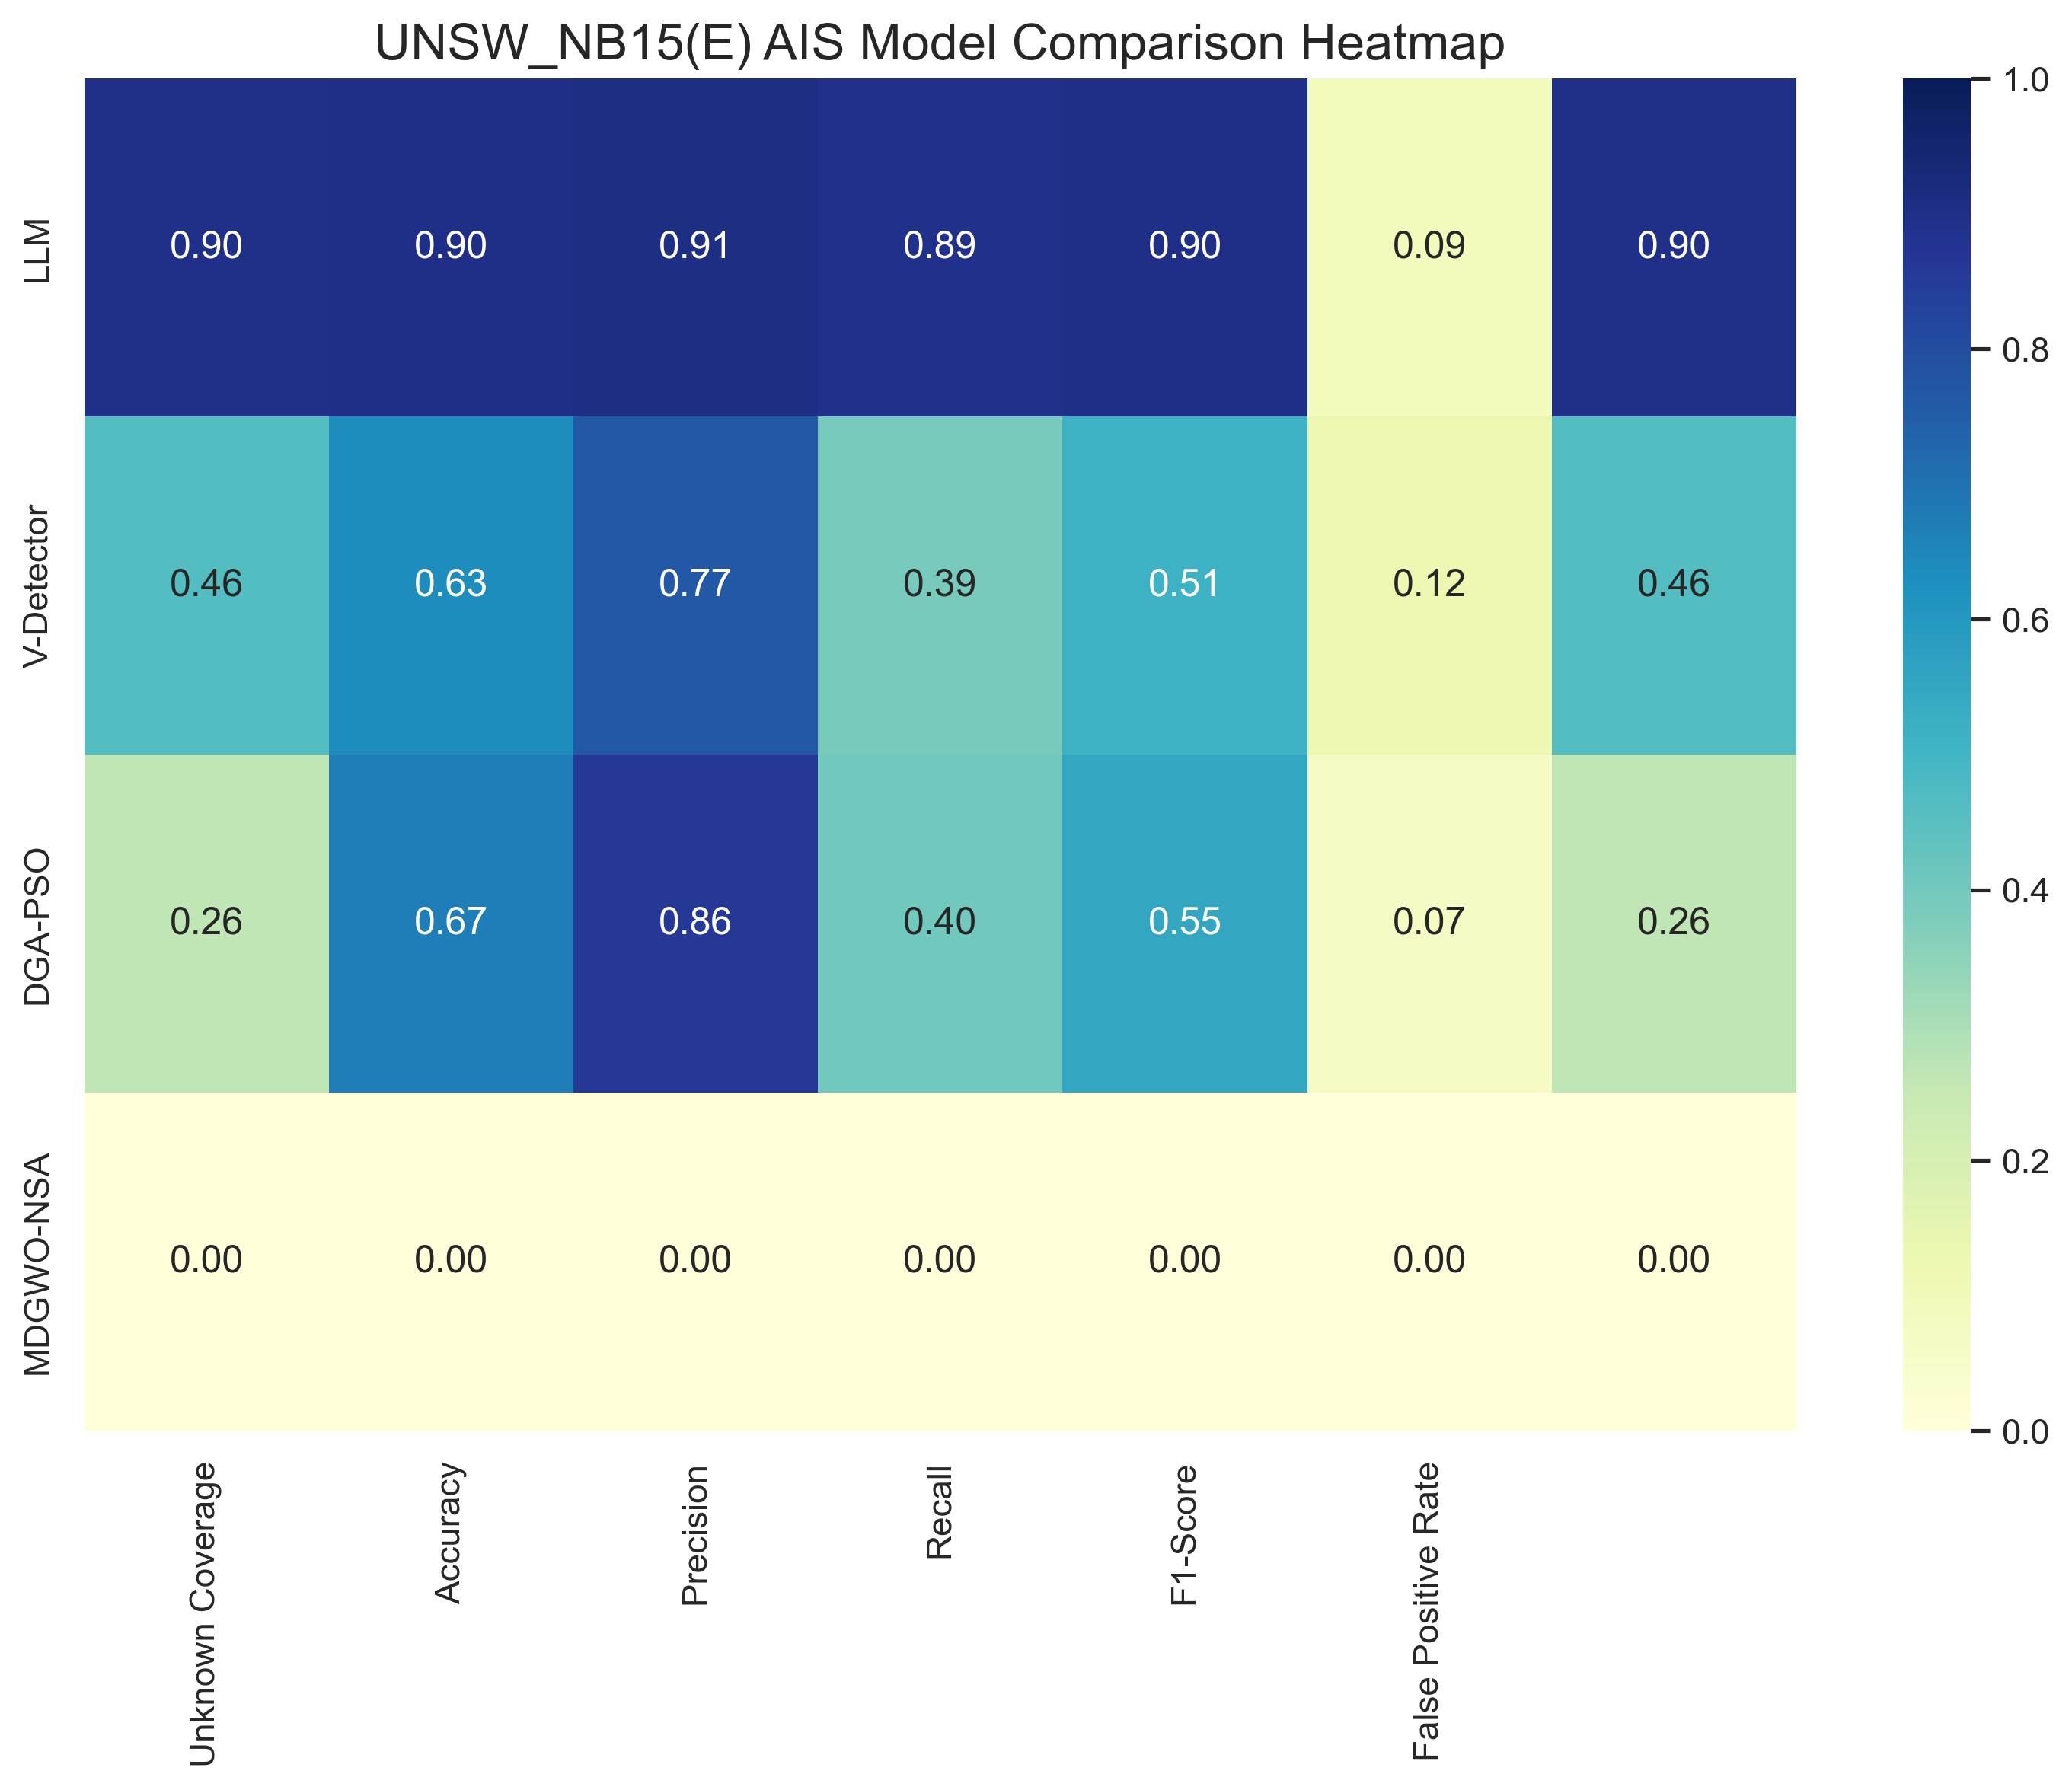 UNSW_NB15(E) AIS Model Comparison Heatmap
LLM
0.90 0.90 0.91 0.89 0.90 0.09 0.90
V-Detector
0.46 0.63 0.77 0.39 0.51 0.12 0.46
DGA-PSO
0.26 0.67 0.86 0.40 0.55 0.07 0.26
MDGWO-NSA
0.00 0.00 0.00 0.00 0.00 0.00 0.00
Unknown Coverage
Accuracy
Precision
Recall
F1-Score
False Positive Rate
1.0
0.8
0.6
0.4
0.2
0.0